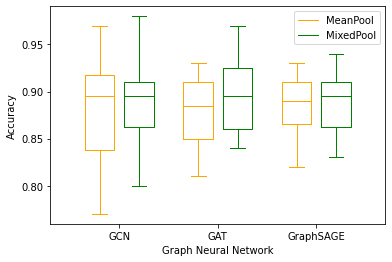 MeanPool
MixedPool
0.95
0.90
0.85
0.80
Accuracy
GCN
GAT
GraphSAGE
Graph Neural Network